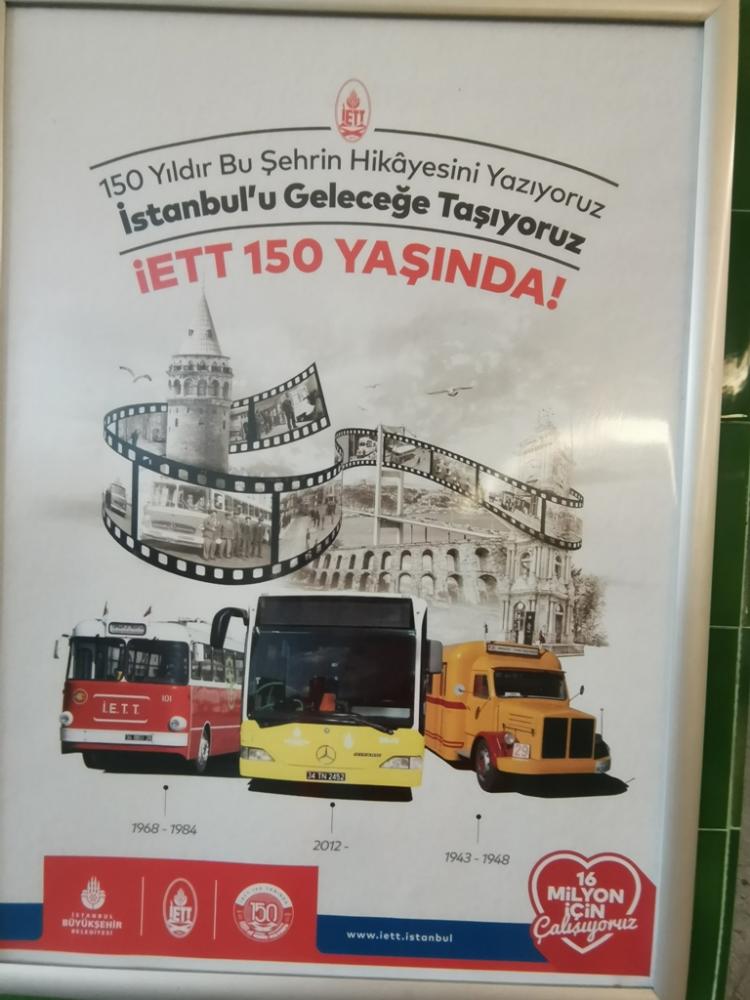 İETT
150 Yıldır Bu Şehrin Hikâyesini Yazıyoruz
İstanbul'u Geleceğe Taşıyoruz
iETT 150 YAŞINDA!
101
İ.E.T.T.
34 TN 2452
1968 - 1984
2012 -
1943 - 1948
İSTANBUL
BÜYÜKŞEHİR
BELEDİYESİ
İETT
150
www.iett.istanbul
16
MİLYON
İÇİN
Çalışıyoruz